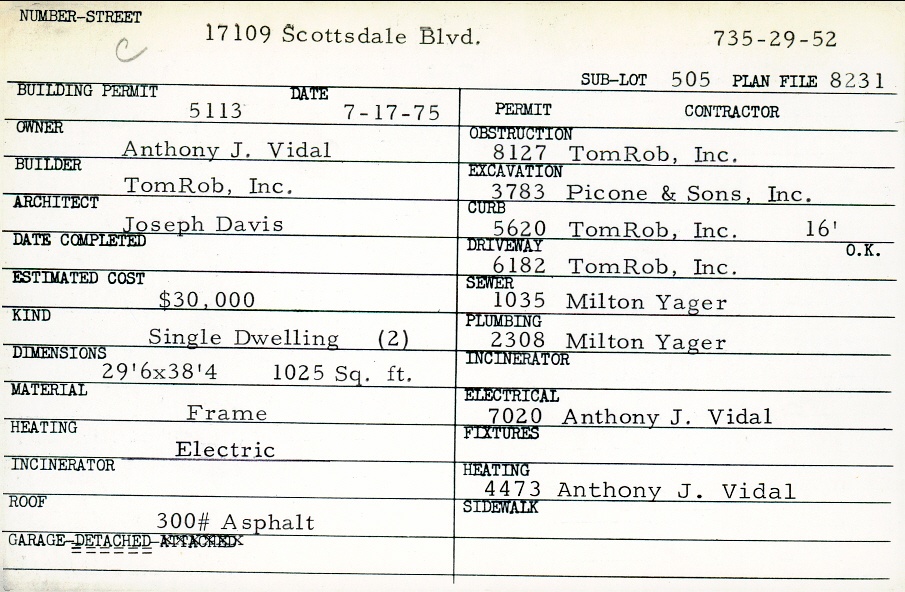 NUMBER-STREET
C 17109 Scottsdale Blvd. 735-29-52
SUB-LOT 505 PLAN FILE 8231
BUILDING PERMIT DATE
5113 7-17-75
PERMIT CONTRACTOR
OWNER
Anthony J. Vidal
BUILDER
TomRob, Inc.
ARCHITECT
Joseph Davis
DATE COMPLETED
ESTIMATED COST
$30,000
KIND
Single Dwelling (2)
DIMENSIONS
29'6x38'4 1025 Sq. ft.
MATERIAL
Frame
HEATING
Electric
INCINERATOR
ROOF
300# Asphalt
GARAGE-DETACHED-ATTACHED
OBSTRUCTION
8127 TomRob, Inc.
EXCAVATION
3783 Picone & Sons, Inc.
CURB
5620 TomRob, Inc. 16'
DRIVEWAY O.K.
6182 TomRob, Inc.
SEWER
1035 Milton Yager
PLUMBING
2308 Milton Yager
INCINERATOR
ELECTRICAL
7020 Anthony J. Vidal
FIXTURES
HEATING
4473 Anthony J. Vidal
SIDEWALK